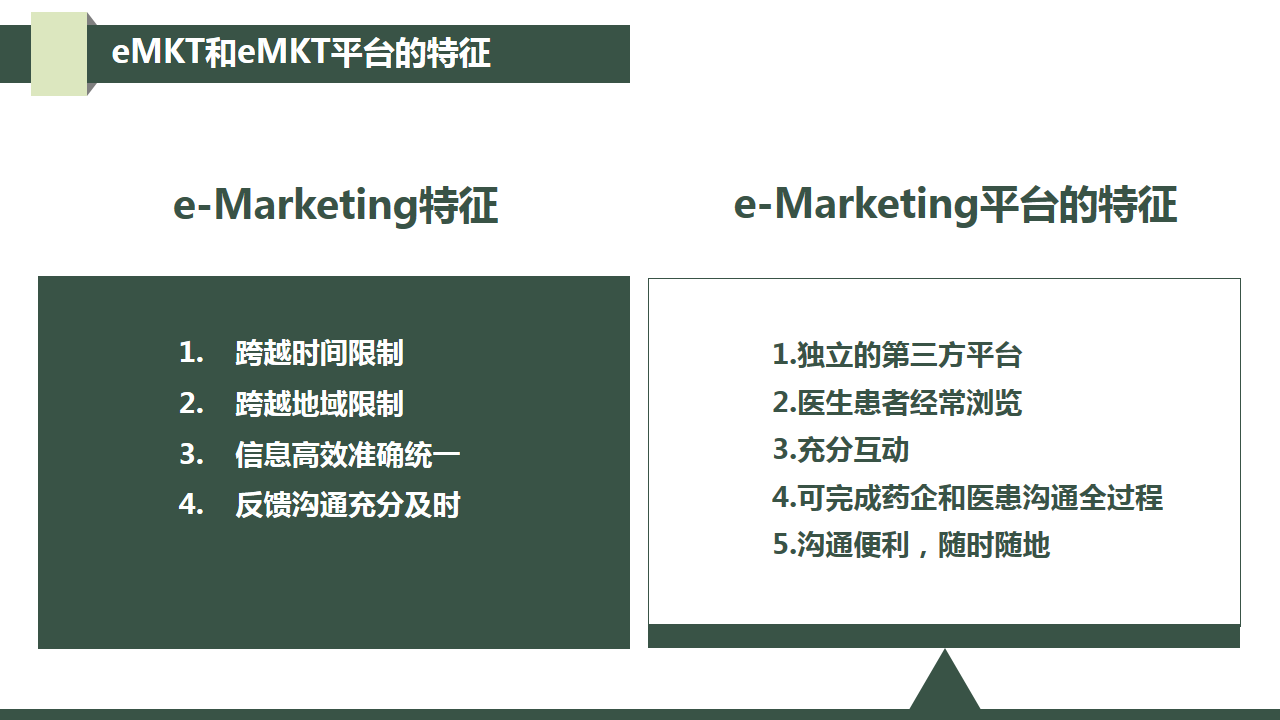 eMKT和eMKT平台的特征
e-Marketing特征
1. 跨越时间限制
2. 跨越地域限制
3. 信息高效准确统一
4. 反馈沟通充分及时
e-Marketing平台的特征
1.独立的第三方平台
2.医生患者经常浏览
3.充分互动
4.可完成药企和医患沟通全过程
5.沟通便利，随时随地